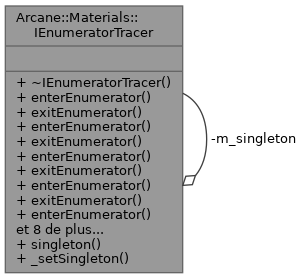 Arcane::Materials::
IEnumeratorTracer
+ ~IEnumeratorTracer()
+ enterEnumerator()
+ exitEnumerator()
+ enterEnumerator()
+ exitEnumerator()
+ enterEnumerator()
+ exitEnumerator()
+ enterEnumerator()
+ exitEnumerator()
+ enterEnumerator()
et 8 de plus...
+ singleton()
+ _setSingleton()
-m_singleton